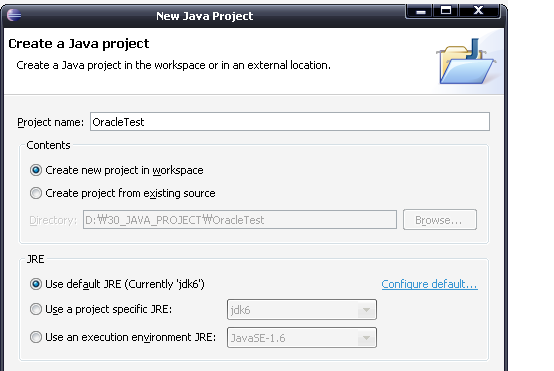 New Java Project
Create a Java project
Create a Java project in the workspace or in an external location.
Project name: OracleTest
Contents
Create new project in workspace
Create project from existing source
Directory: D:₩30_JAVA_PROJECT₩OracleTest Browse...
JRE
Use default JRE (Currently 'jdk6') Configure default...
Use a project specific JRE: jdk6
Use an execution environment JRE: JavaSE-1.6